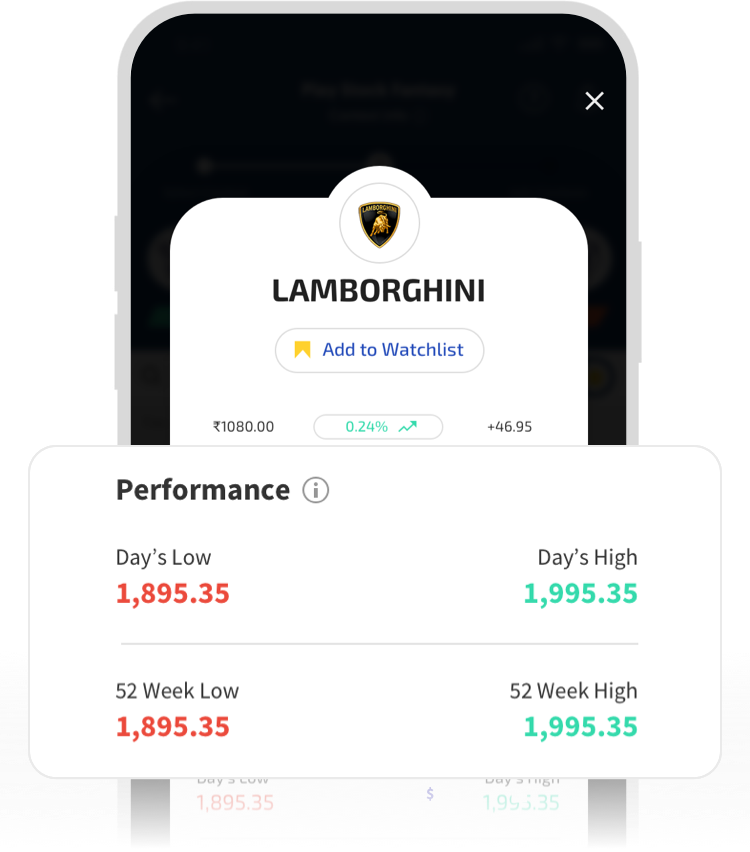 LAMBORGHINI
LAMBORGHINI
Add to Watchlist
₹1080.00 0.24% +46.95
Performance
Day’s Low Day’s High
1,895.35 1,995.35
52 Week Low 52 Week High
1,895.35 1,995.35
Day's Low Day's High
1,895.35 $ 1,995.35